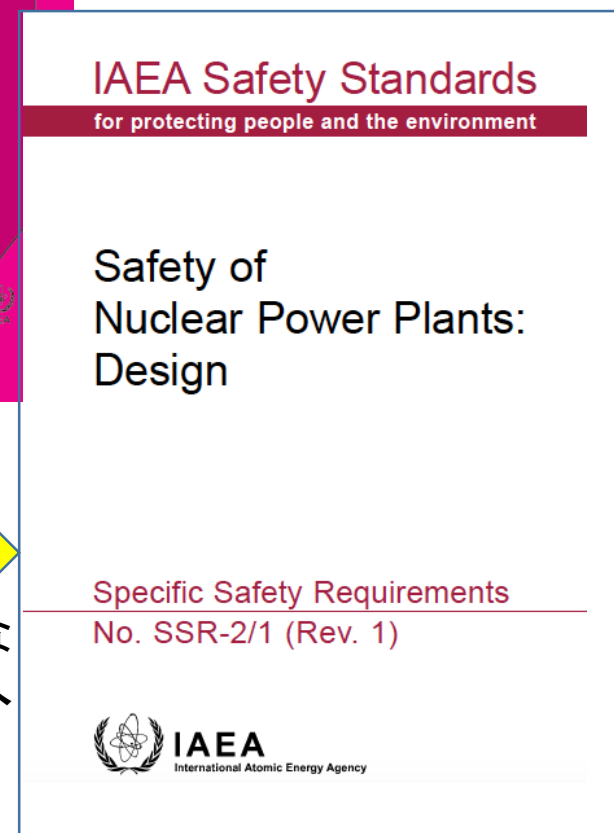 IAEA Safety Standards
for protecting people and the environment
Safety of
Nuclear Power Plants:
Design
Specific Safety Requirements
No. SSR-2/1 (Rev. 1)
IAEA
International Atomic Energy Agency